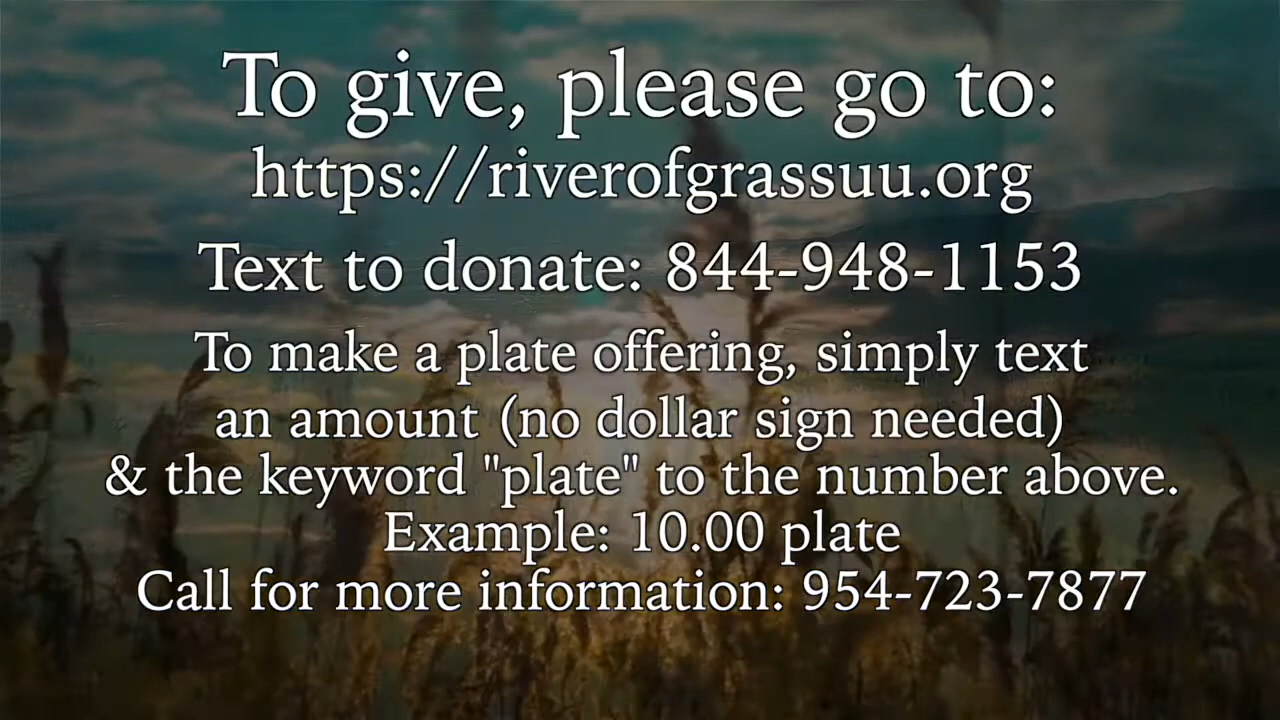 To give, please go to:
https://riverofgrassuu.org
Text to donate: 844-948-1153
To make a plate offering, simply text
an amount (no dollar sign needed)
& the keyword "plate" to the number above.
Example: 10.00 plate
Call for more information: 954-723-7877